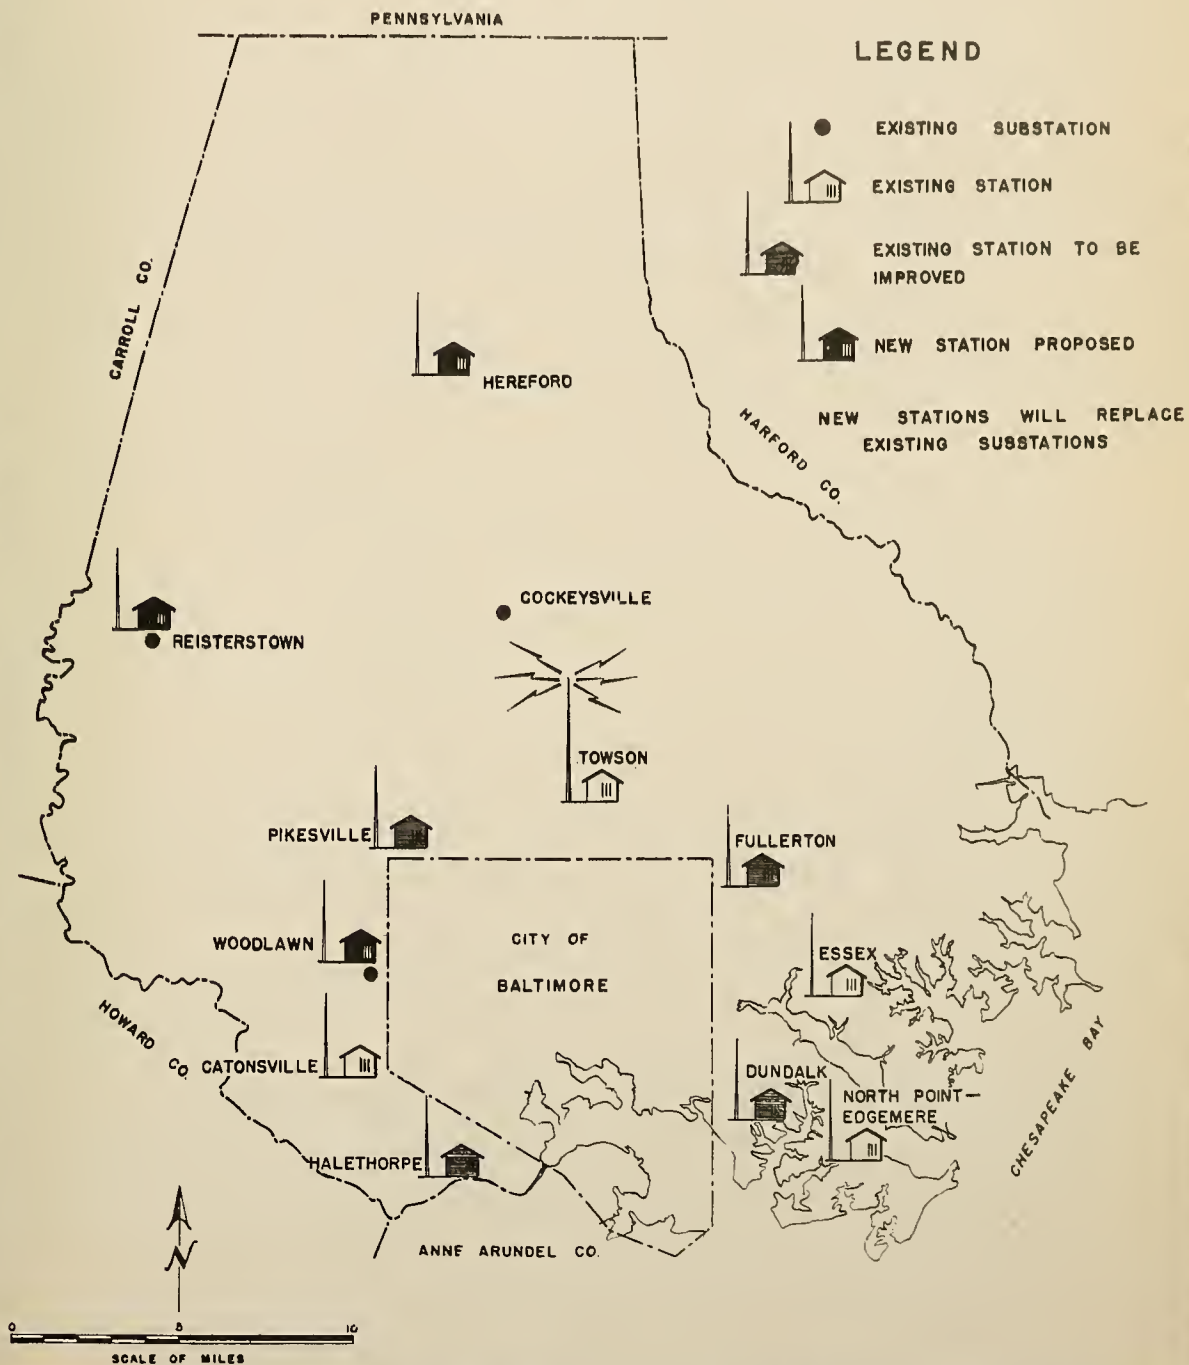 PENNSYLVANIA
LEGEND
EXISTING SUBSTATION
EXISTING STATION
EXISTING STATION TO BE
IMPROVED
NEW STATION PROPOSED
NEW STATIONS WILL REPLACE
EXISTING SUBSTATIONS
CARROLL CO.
HEREFORD
HARFORD CO.
COCKEYSVILLE
REISTERSTOWN
TOWSON
PIKESVILLE
FULLERTON
WOODLAWN
CITY OF
BALTIMORE
ESSEX
HOWARD CO.
CATONSVILLE
DUNDALK
NORTH POINT-
EDGEMERE
CHESAPEAKE BAY
HALETHORPE
ANNE ARUNDEL CO.
N
0 5 10
SCALE OF MILES